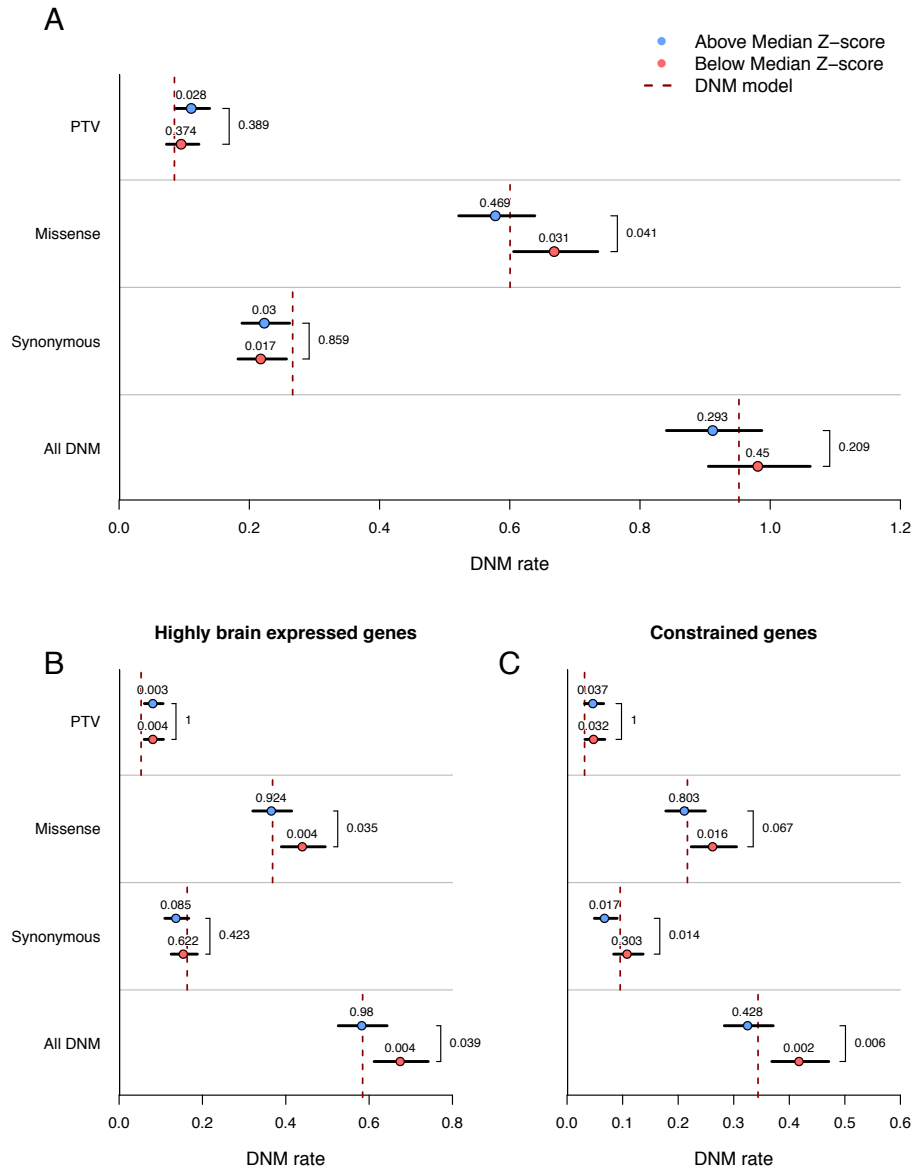 A
Above Median Z−score
Below Median Z−score
DNM model
PTV
0.028
0.374
0.389
Missense
0.469
0.031
0.041
Synonymous
0.03
0.017
0.859
All DNM
0.293
0.45
0.209
0.0 0.2 0.4 0.6 0.8 1.0 1.2
DNM rate
B
Highly brain expressed genes
PTV
0.003
0.004
1
Missense
0.924
0.004
0.035
Synonymous
0.085
0.622
0.423
All DNM
0.98
0.004
0.039
0.0 0.2 0.4 0.6 0.8
DNM rate
C
Constrained genes
0.037
0.032
1
0.803
0.016
0.067
0.017
0.303
0.014
0.428
0.002
0.006
0.0 0.1 0.2 0.3 0.4 0.5 0.6
DNM rate